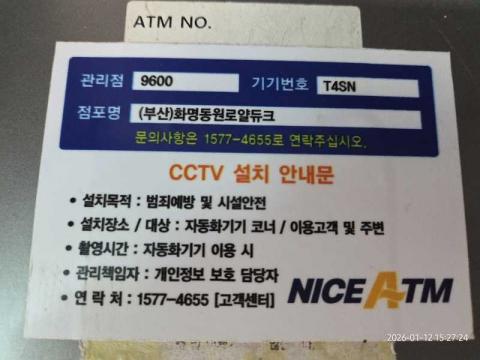 ATM NO.
관리점 9600 기기번호 T4SN
점포명 (부산)화명동원로얄듀크
문의사항은 1577-4655로 연락주십시오.
CCTV 설치 안내문
• 설치목적 : 범죄예방 및 시설안전
• 설치장소 / 대상 : 자동화기기 코너 / 이용고객 및 주변
• 촬영시간 : 자동화기기 이용 시
• 관리책임자 : 개인정보 보호 담당자
• 연 락 처 : 1577-4655 [고객센터]
NICE ATM
2026-01-12 15:27:24